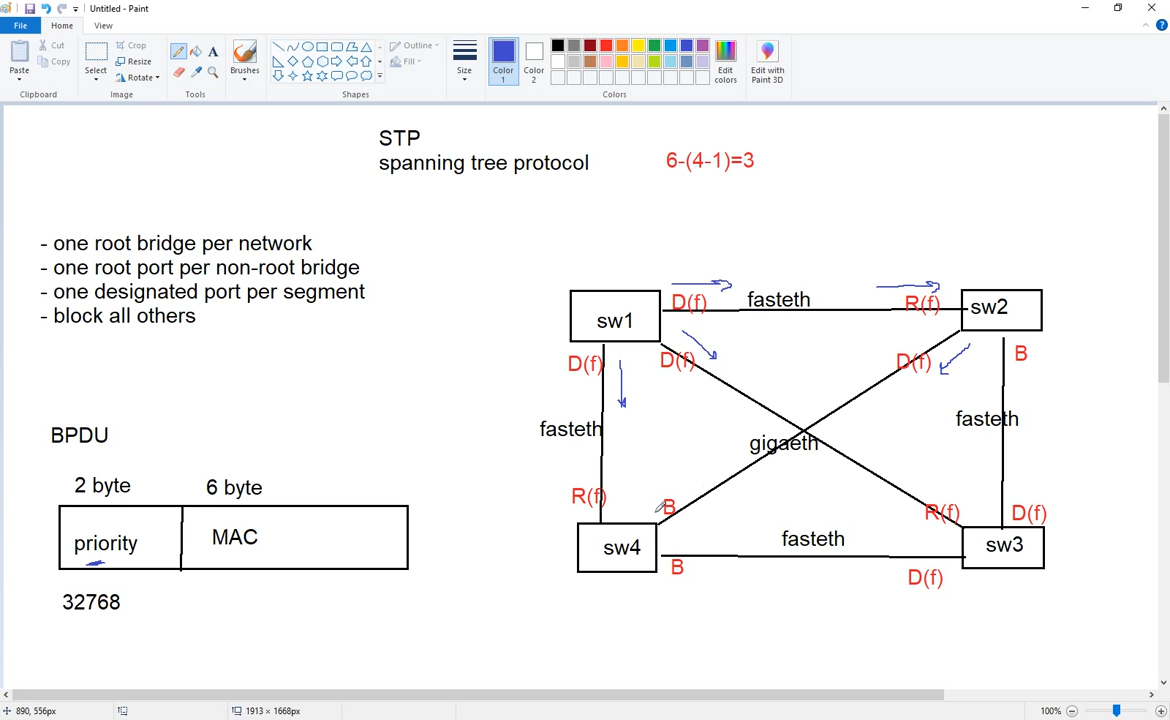 Untitled - Paint
File
Home
View
Paste
Cut
Copy
Clipboard
Select
Crop
Resize
Rotate
Image
A
Tools
Brushes
Shapes
Outline
Fill
Size
Color 1
Color 2
Edit colors
Colors
Edit with Paint 3D
STP
spanning tree protocol
6-(4-1)=3
- one root bridge per network
- one root port per non-root bridge
- one designated port per segment
- block all others
BPDU
2 byte
6 byte
priority
MAC
32768
sw1
D(f)
fasteth
R(f)
sw2
D(f)
D(f)
D(f)
B
fasteth
gigaeth
fasteth
R(f)
B
R(f)
D(f)
sw4
fasteth
sw3
B
D(f)
890, 556px
1913 × 1668px
100%